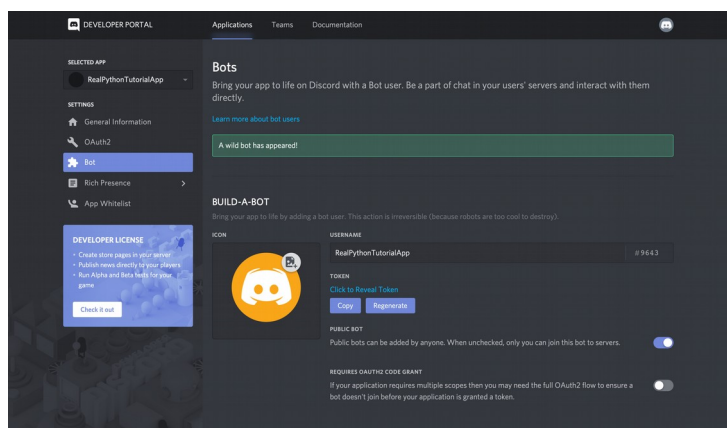 DEVELOPER PORTAL
Applications Teams Documentation
SELECTED APP
RealPythonTutorialApp
SETTINGS
General Information
OAuth2
Bot
Rich Presence
App Whitelist
DEVELOPER LICENSE
• Create store pages in your server
• Publish news directly to your players
• Run Alpha and Beta tests for your
game
Check it out
Bots
Bring your app to life on Discord with a Bot user. Be a part of chat in your users' servers and interact with them
directly.
Learn more about bot users
A wild bot has appeared!
BUILD-A-BOT
Bring your app to life by adding a bot user. This action is irreversible (because robots are too cool to destroy).
ICON
USERNAME
RealPythonTutorialApp #9643
TOKEN
Click to Reveal Token
Copy Regenerate
PUBLIC BOT
Public bots can be added by anyone. When unchecked, only you can join this bot to servers.
REQUIRES OAUTH2 CODE GRANT
If your application requires multiple scopes then you may need the full OAuth2 flow to ensure a
bot doesn't join before your application is granted a token.